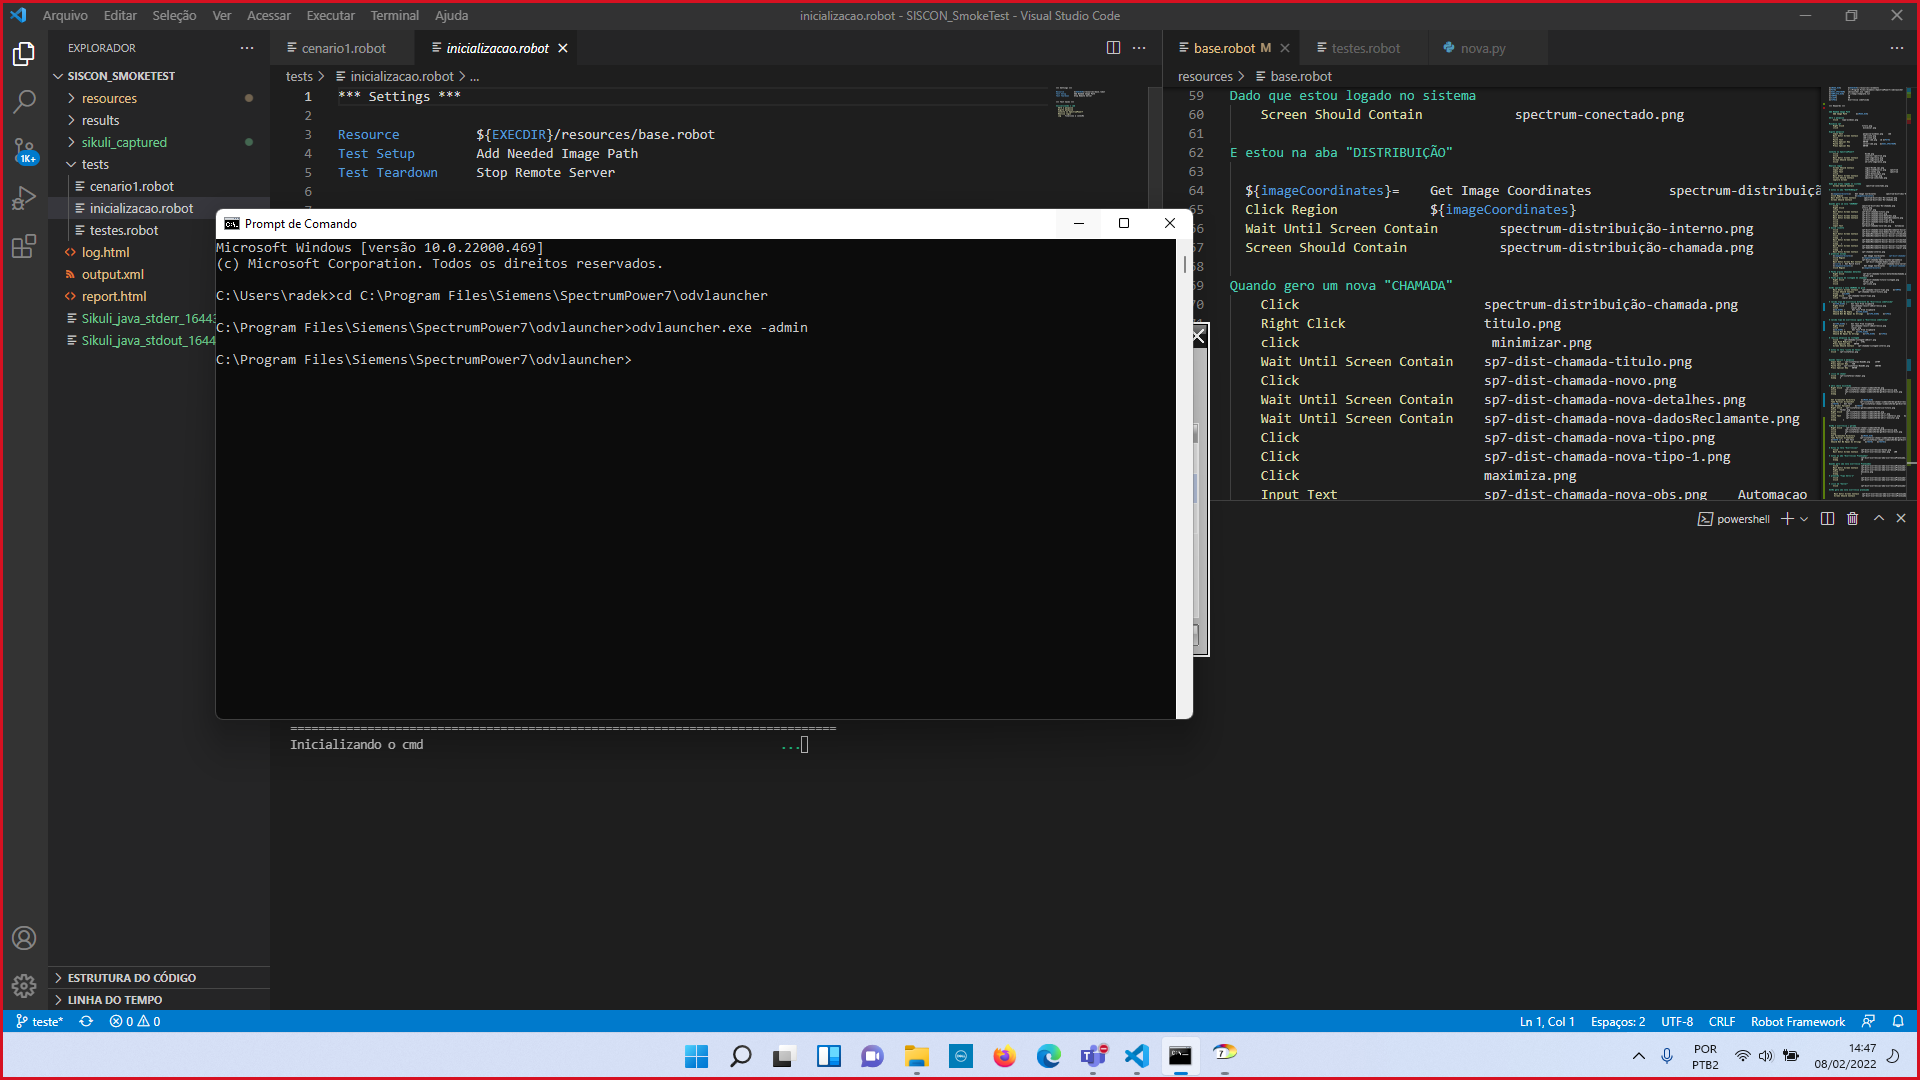 Arquivo Editar Seleção Ver Acessar Executar Terminal Ajuda
inicializacao.robot - SISCON_SmokeTest - Visual Studio Code
EXPLORADOR
SISCON_SMOKETEST
resources
results
sikuli_captured
tests
cenario1.robot
inicializacao.robot
testes.robot
log.html
output.xml
report.html
Sikuli_java_stderr_16443
Sikuli_java_stdout_1644
ESTRUTURA DO CÓDIGO
LINHA DO TEMPO
1K+
cenario1.robot inicializacao.robot
tests > inicializacao.robot > ...
1 *** Settings ***
2
3 Resource ${EXECDIR}/resources/base.robot
4 Test Setup Add Needed Image Path
5 Test Teardown Stop Remote Server
6
base.robot M testes.robot nova.py
resources > base.robot
59 Dado que estou logado no sistema
60 Screen Should Contain spectrum-conectado.png
61
62 E estou na aba "DISTRIBUIÇÃO"
63
64 ${imageCoordinates}= Get Image Coordinates spectrum-distribuiçã
65 Click Region ${imageCoordinates}
66 Wait Until Screen Contain spectrum-distribuição-interno.png
67 Screen Should Contain spectrum-distribuição-chamada.png
68
69 Quando gero um nova "CHAMADA"
70 Click spectrum-distribuição-chamada.png
Right Click titulo.png
click minimizar.png
Wait Until Screen Contain sp7-dist-chamada-titulo.png
Click sp7-dist-chamada-novo.png
Wait Until Screen Contain sp7-dist-chamada-nova-detalhes.png
Wait Until Screen Contain sp7-dist-chamada-nova-dadosReclamante.png
Click sp7-dist-chamada-nova-tipo.png
Click sp7-dist-chamada-nova-tipo-1.png
Click maximiza.png
Input Text sp7-dist-chamada-nova-obs.png Automacao
Prompt de Comando
Microsoft Windows [versão 10.0.22000.469]
(c) Microsoft Corporation. Todos os direitos reservados.
C:\Users\radek>cd C:\Program Files\Siemens\SpectrumPower7\odvlauncher
C:\Program Files\Siemens\SpectrumPower7\odvlauncher>odvlauncher.exe -admin
C:\Program Files\Siemens\SpectrumPower7\odvlauncher>
powershell
==============================================================================
Inicializando o cmd ...
teste* 0 0
Ln 1, Col 1 Espaços: 2 UTF-8 CRLF Robot Framework
POR
PTB2
14:47
08/02/2022